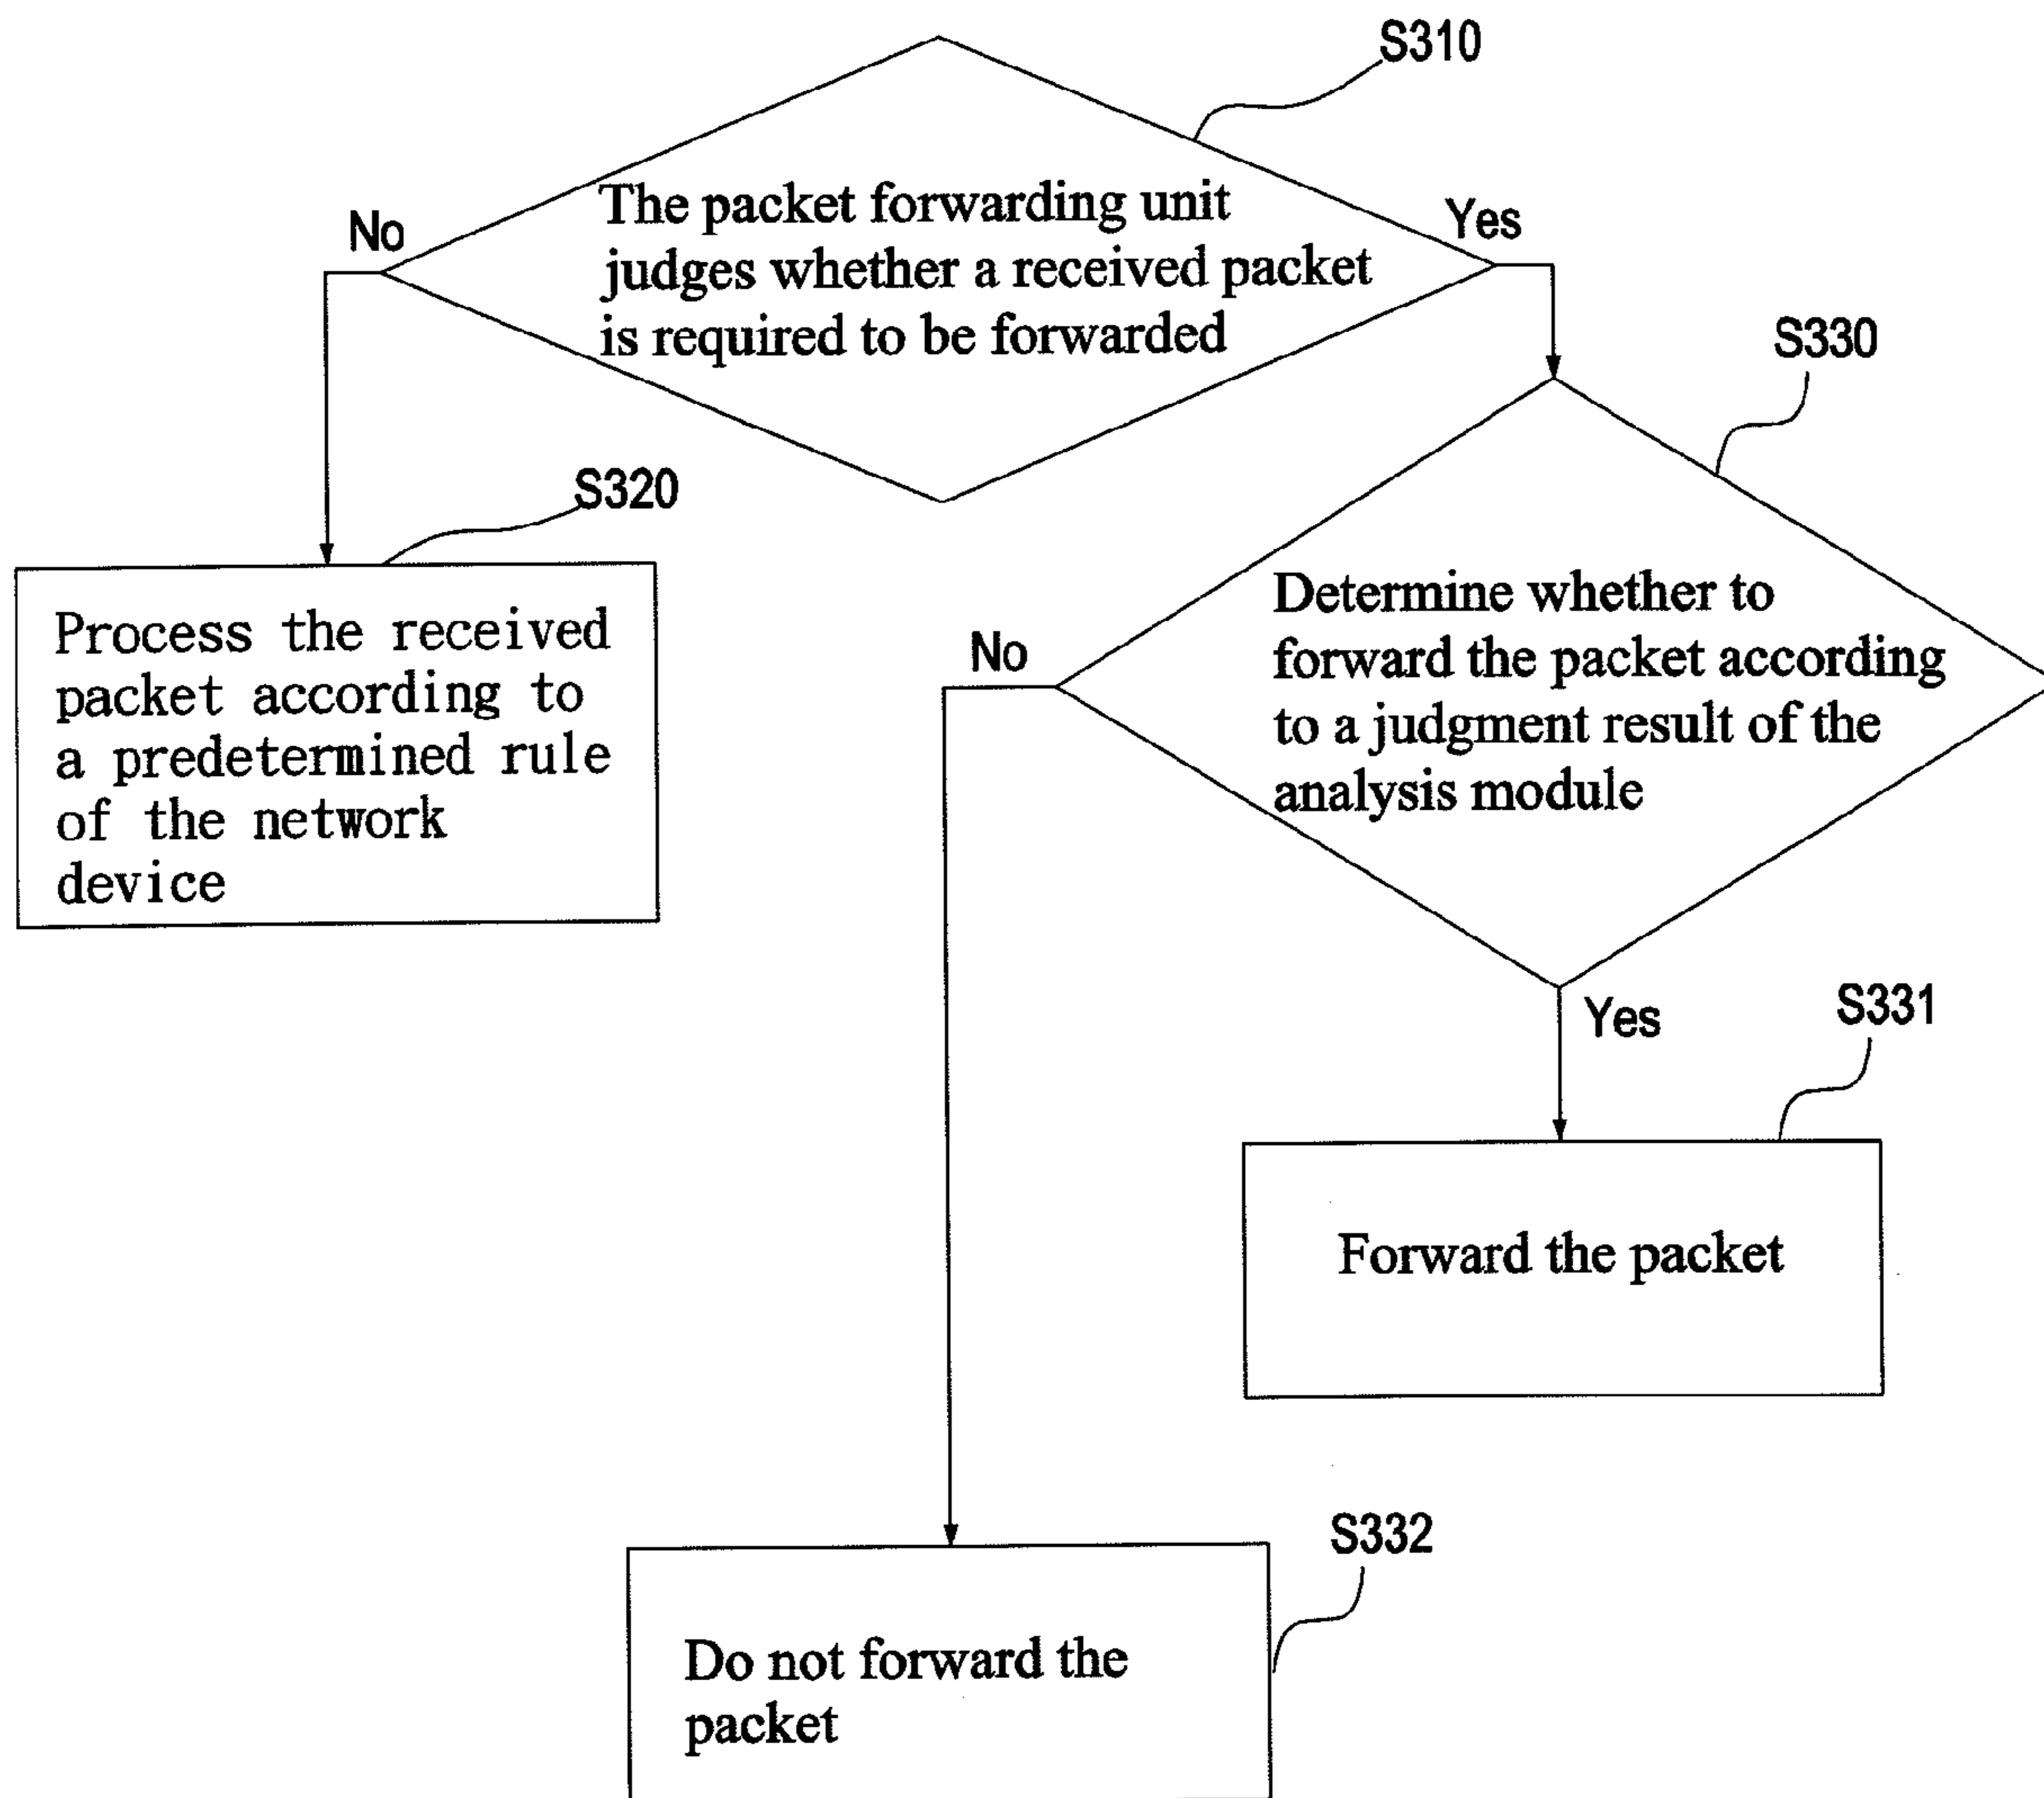 S310
The packet forwarding unit
judges whether a received packet
is required to be forwarded
No
Yes
S330
S320
Process the received
packet according to
a predetermined rule
of the network
device
Determine whether to
forward the packet according
to a judgment result of the
analysis module
No
Yes
S331
Forward the packet
S332
Do not forward the
packet